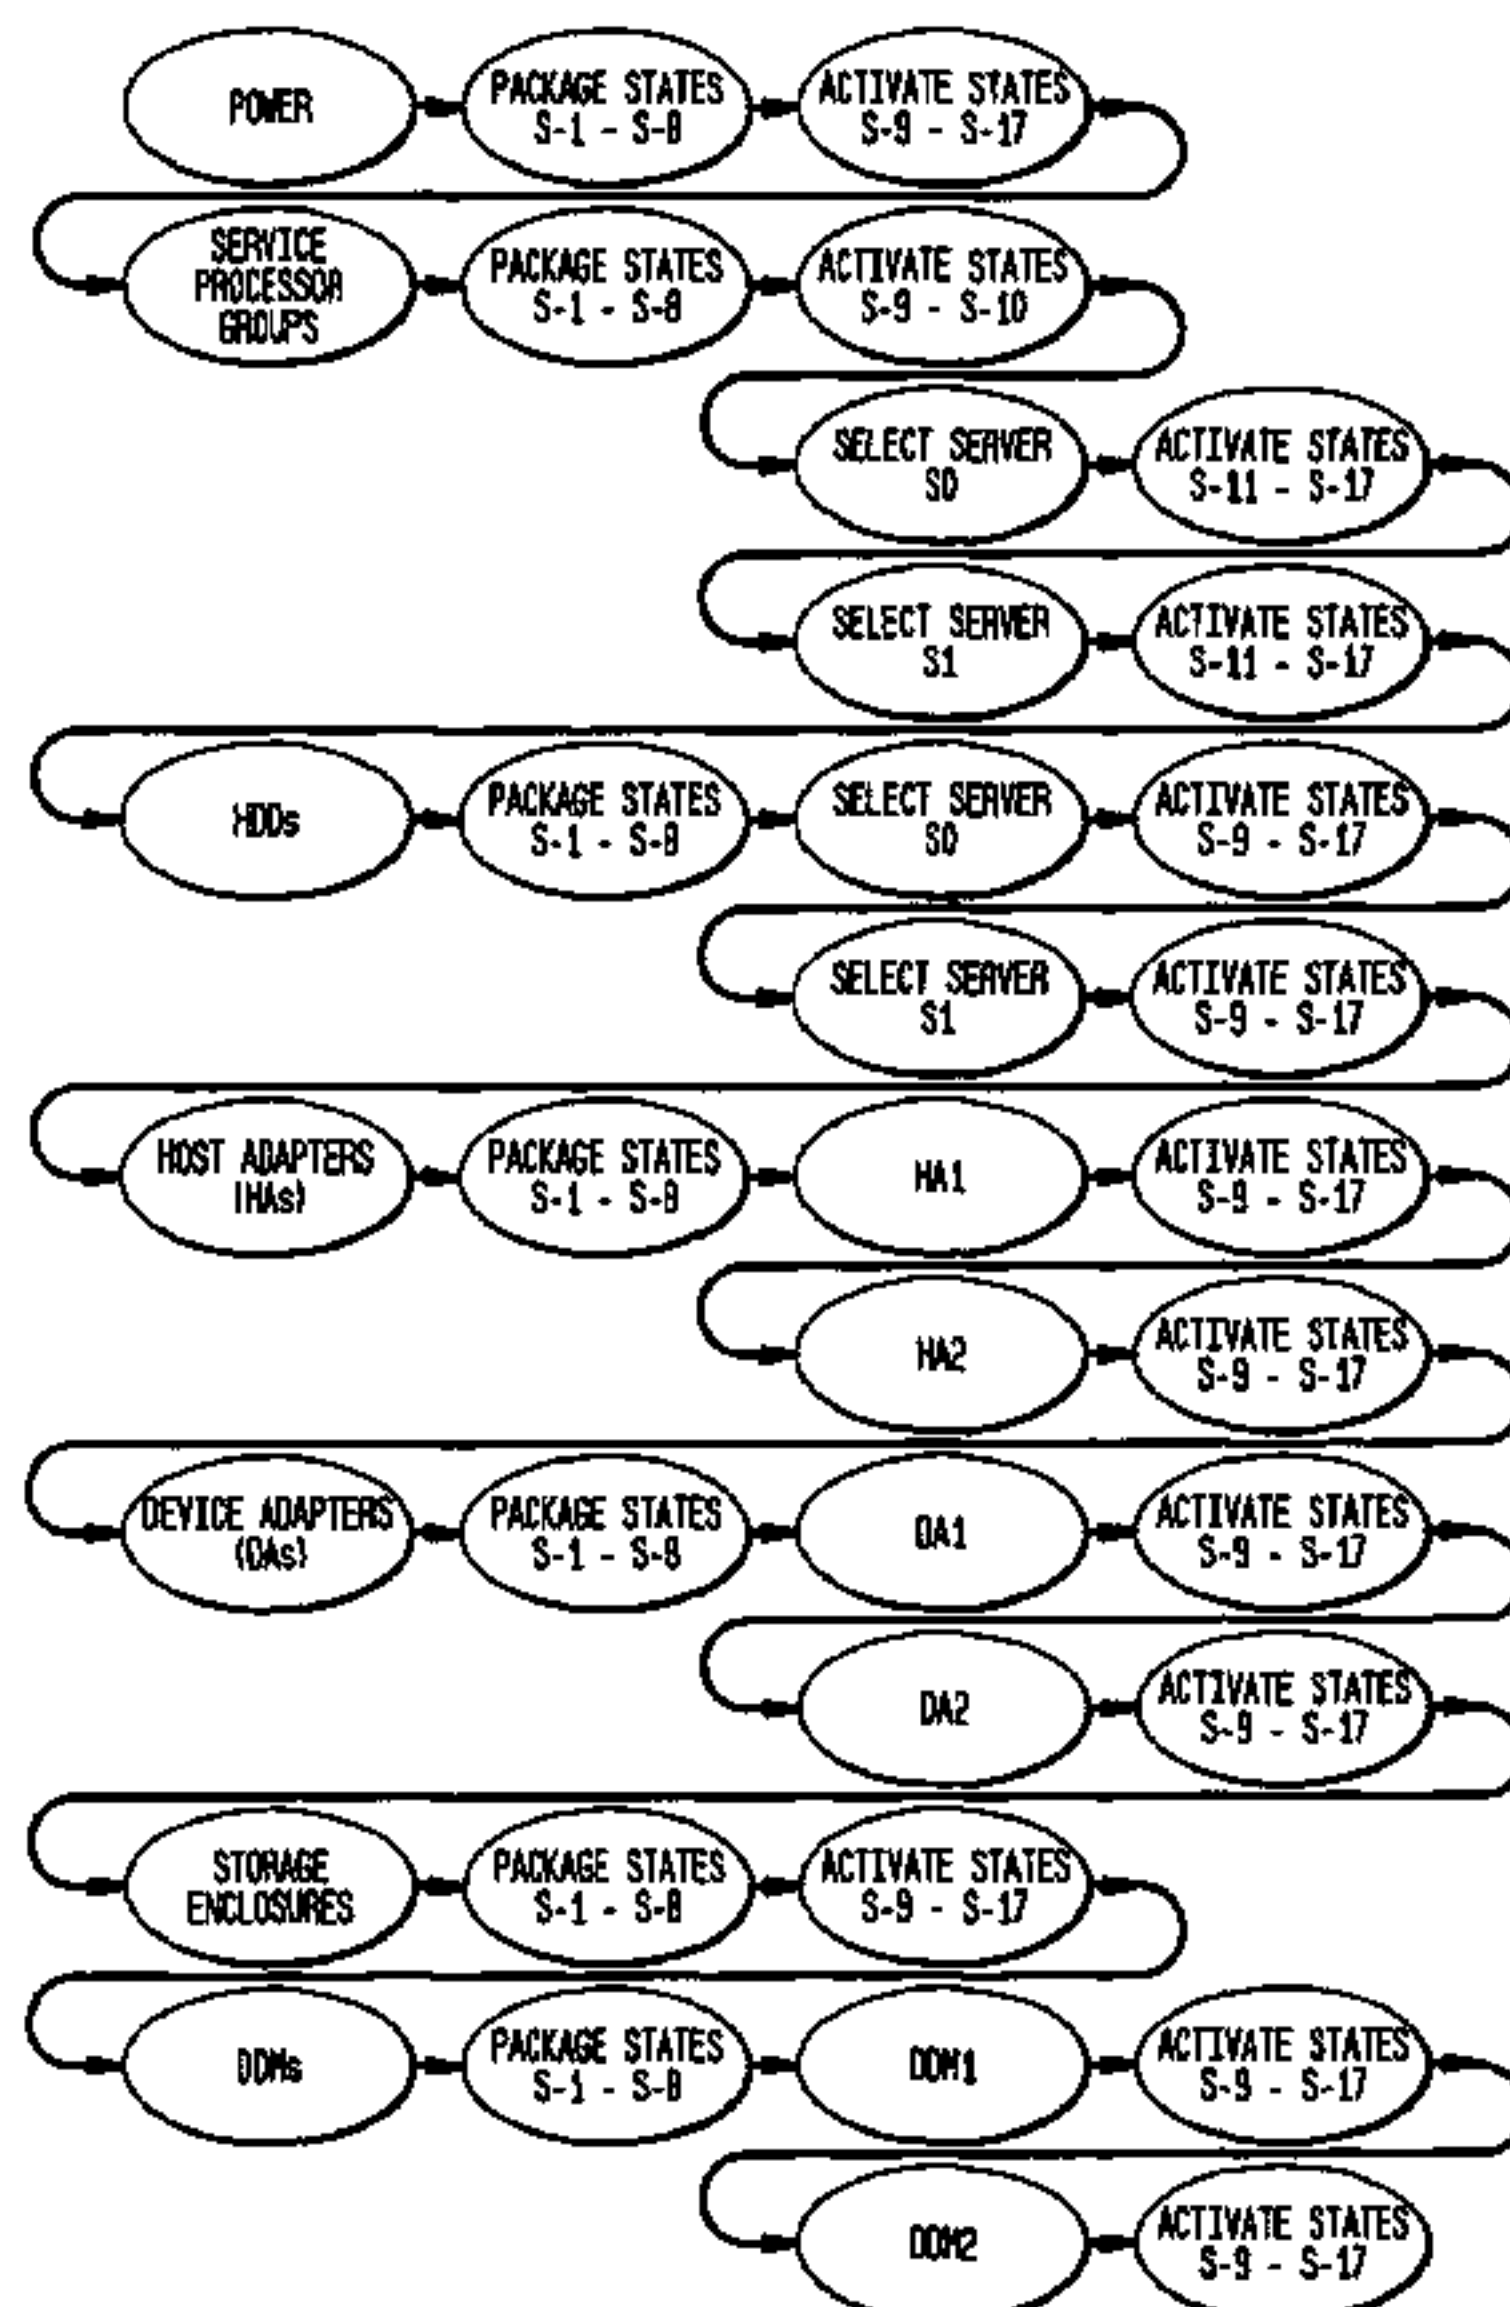 POWER
PACKAGE STATES
S-1 - S-8
ACTIVATE STATES
S-9 - S-17
SERVICE
PROCESSOR
GROUPS
PACKAGE STATES
S-1 - S-8
ACTIVATE STATES
S-9 - S-10
SELECT SERVER
S0
ACTIVATE STATES
S-11 - S-17
SELECT SERVER
S1
ACTIVATE STATES
S-11 - S-17
HDDs
PACKAGE STATES
S-1 - S-8
SELECT SERVER
S0
ACTIVATE STATES
S-9 - S-17
SELECT SERVER
S1
ACTIVATE STATES
S-9 - S-17
HOST ADAPTERS
(HAs)
PACKAGE STATES
S-1 - S-8
HA1
ACTIVATE STATES
S-9 - S-17
HA2
ACTIVATE STATES
S-9 - S-17
DEVICE ADAPTERS
(DAs)
PACKAGE STATES
S-1 - S-8
DA1
ACTIVATE STATES
S-9 - S-17
DA2
ACTIVATE STATES
S-9 - S-17
STORAGE
ENCLOSURES
PACKAGE STATES
S-1 - S-8
ACTIVATE STATES
S-9 - S-17
DDMs
PACKAGE STATES
S-1 - S-8
DDM1
ACTIVATE STATES
S-9 - S-17
DDM2
ACTIVATE STATES
S-9 - S-17